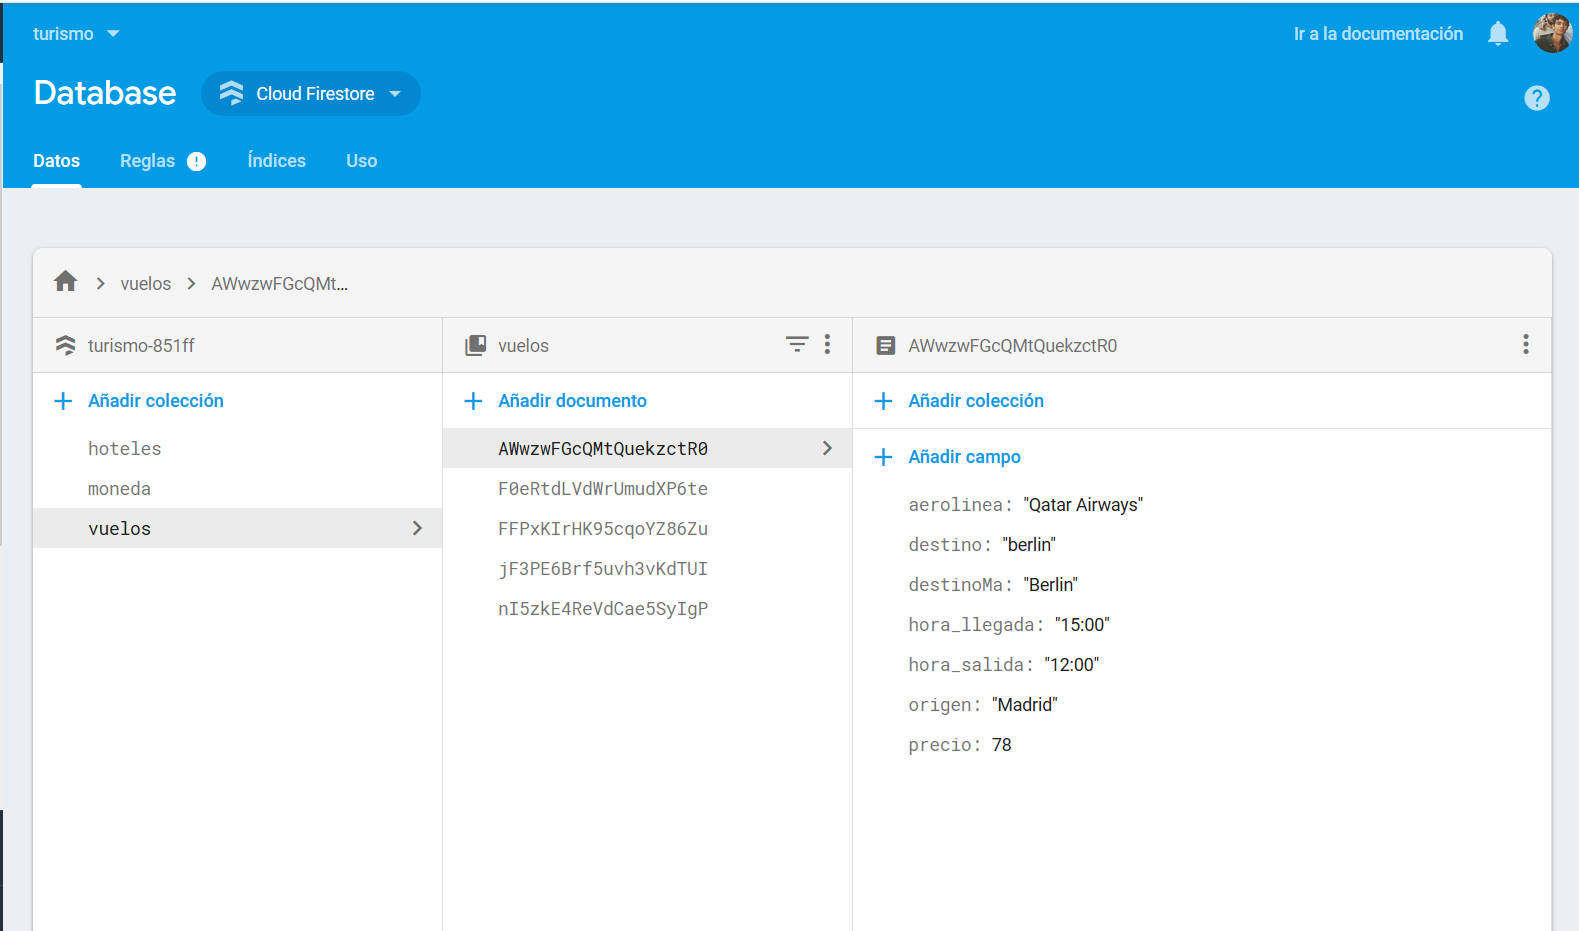 turismo
Ir a la documentación
Database
Cloud Firestore
Datos
Reglas
Índices
Uso
vuelos
AWwzwFGcQMt...
turismo-851ff
vuelos
AWwzwFGcQMtQuekzctR0
Añadir colección
Añadir documento
Añadir colección
hoteles
moneda
vuelos
AWwzwFGcQMtQuekzctR0
F0eRtdLVdWrUmudXP6te
FFPxKIrHK95cqoYZ86Zu
jF3PE6Brf5uvh3vKdTUI
nI5zkE4ReVdCae5SyIgP
Añadir campo
aerolinea: "Qatar Airways"
destino: "berlin"
destinoMa: "Berlin"
hora_llegada: "15:00"
hora_salida: "12:00"
origen: "Madrid"
precio: 78